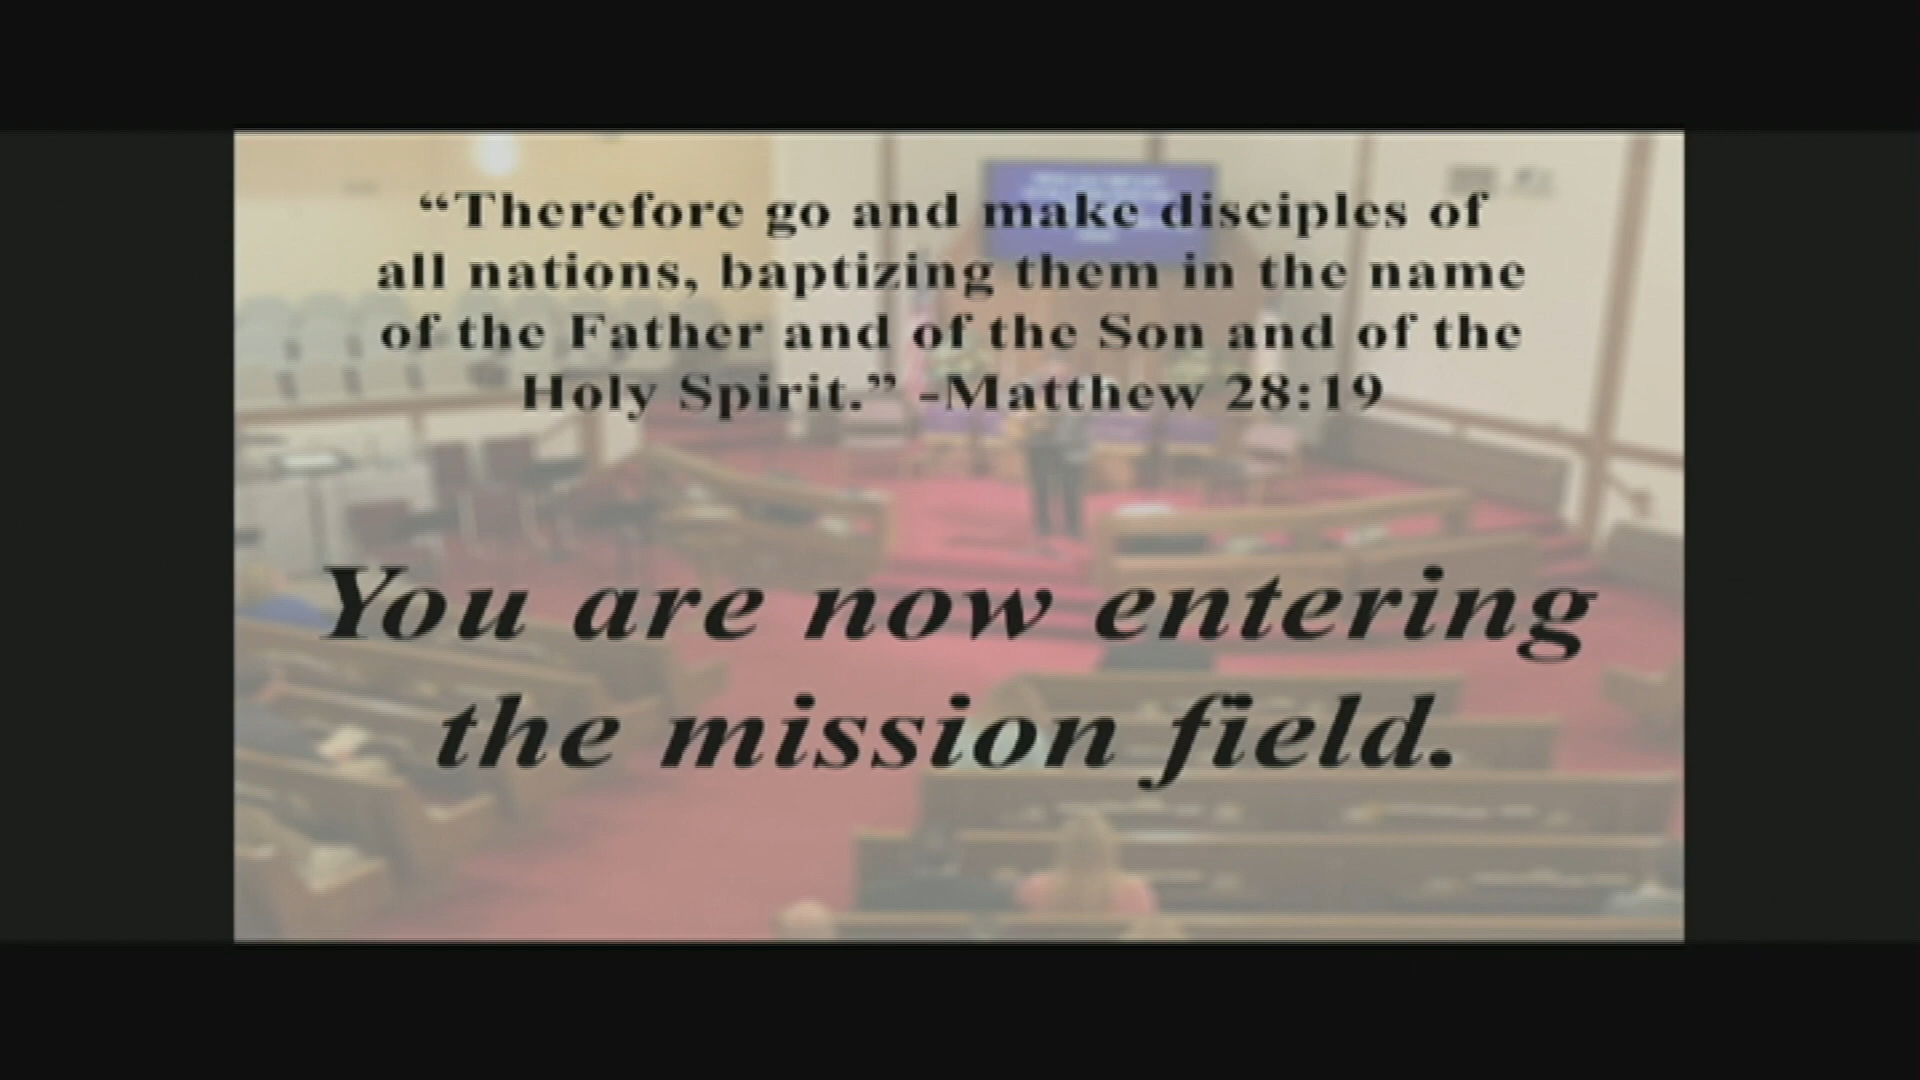 “Therefore go and make disciples of
all nations, baptizing them in the name
of the Father and of the Son and of the
Holy Spirit.” -Matthew 28:19
You are now entering
the mission field.